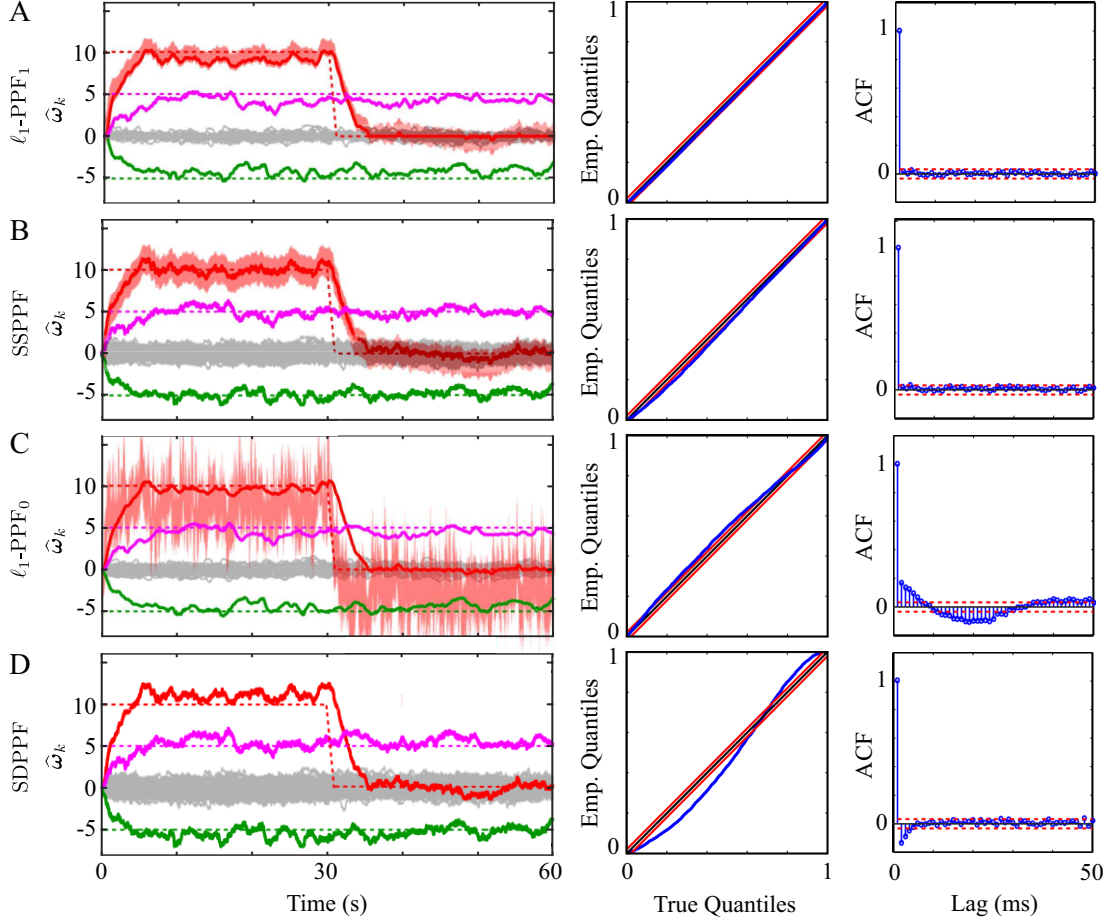 A
ℓ₁-PPF₁
ω̂ₖ
10
5
0
-5
Emp. Quantiles
1
0
ACF
1
0
B
SSPPF
ω̂ₖ
10
5
0
-5
Emp. Quantiles
1
0
ACF
1
0
C
ℓ₁-PPF₀
ω̂ₖ
10
5
0
-5
Emp. Quantiles
1
0
ACF
1
0
D
SDPPF
ω̂ₖ
10
5
0
-5
0
30
60
Time (s)
Emp. Quantiles
1
0
0
1
True Quantiles
ACF
1
0
0
50
Lag (ms)